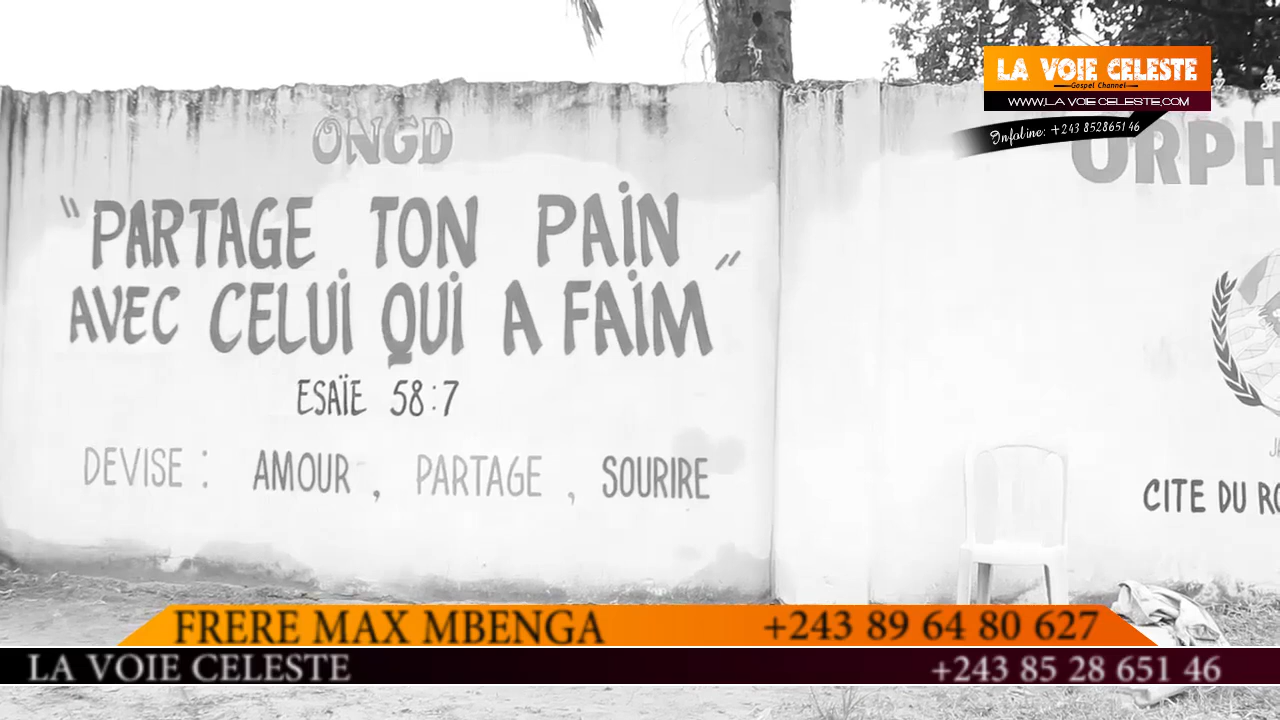 LA VOIE CELESTE
Gospel Channel
WWW.LA VOIE CELESTE.COM
Infoline: +243 852865146
ONGD
"PARTAGE TON PAIN
AVEC CELUI QUI A FAIM"
ESAÏE 58:7
DEVISE : AMOUR, PARTAGE, SOURIRE
ORPH
CITE DU RO
FRERE MAX MBENGA +243 89 64 80 627
LA VOIE CELESTE +243 85 28 651 46